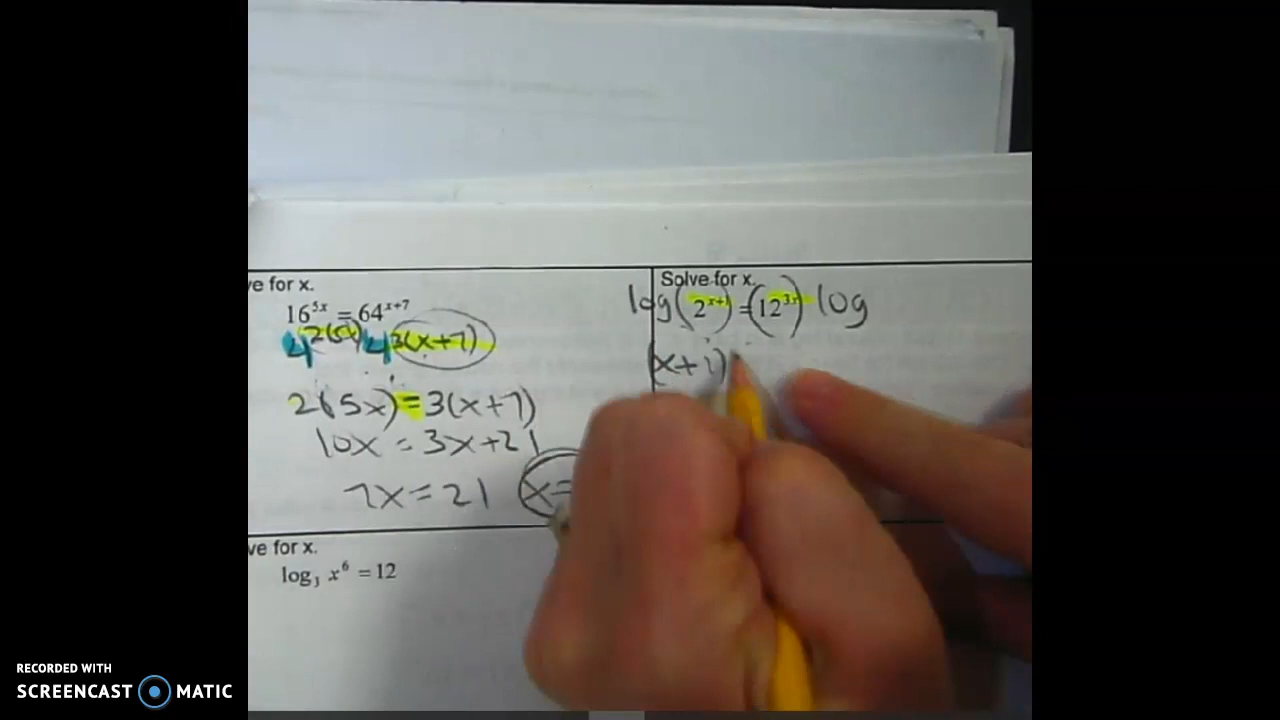 ve for x.
16^5x = 64^x+7
4^2(5x) 4^3(x+7)
2(5x) = 3(x+7)
10x = 3x+21
7x = 21 x=
Solve for x.
log(2^x+1) = (12^3x) log
(x+1)
ve for x.
log₃ x⁶ = 12
RECORDED WITH
SCREENCAST MATIC